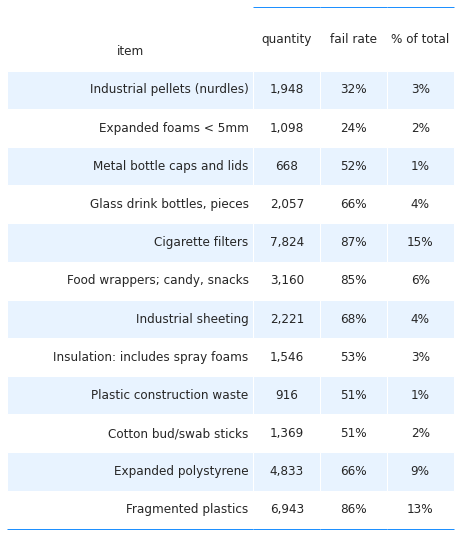 item quantity fail rate % of total
Industrial pellets (nurdles) 1,948 32% 3%
Expanded foams < 5mm 1,098 24% 2%
Metal bottle caps and lids 668 52% 1%
Glass drink bottles, pieces 2,057 66% 4%
Cigarette filters 7,824 87% 15%
Food wrappers; candy, snacks 3,160 85% 6%
Industrial sheeting 2,221 68% 4%
Insulation: includes spray foams 1,546 53% 3%
Plastic construction waste 916 51% 1%
Cotton bud/swab sticks 1,369 51% 2%
Expanded polystyrene 4,833 66% 9%
Fragmented plastics 6,943 86% 13%